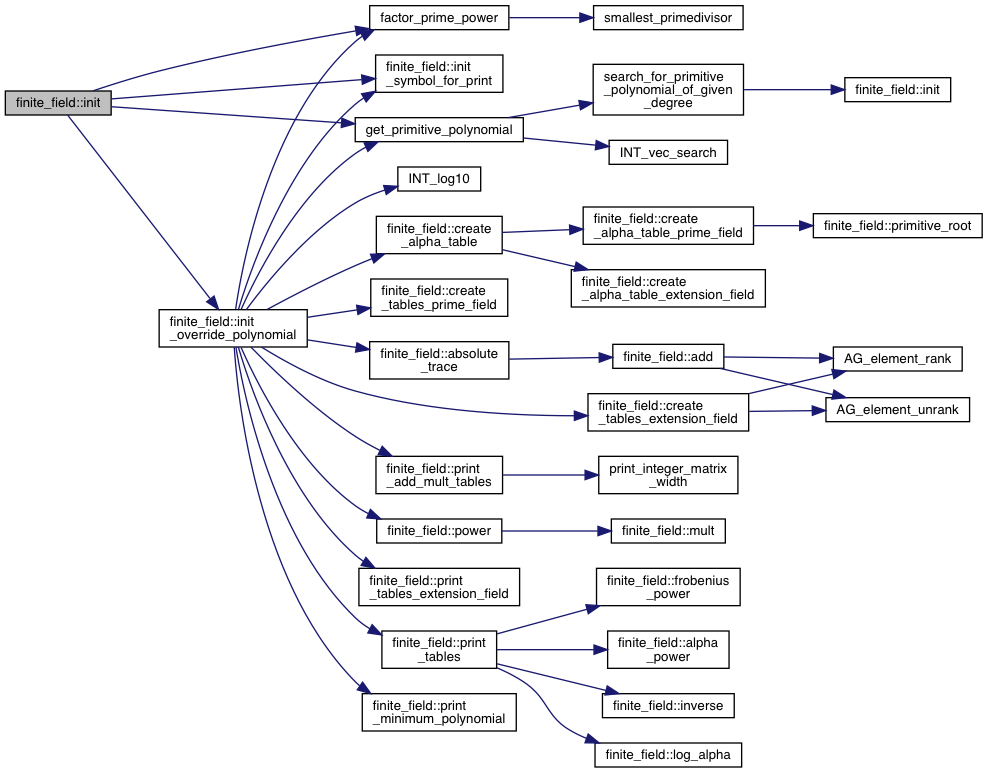 factor_prime_power
smallest_primedivisor
finite_field::init
_symbol_for_print
search_for_primitive
_polynomial_of_given
_degree
finite_field::init
finite_field::init
get_primitive_polynomial
INT_vec_search
INT_log10
finite_field::create
_alpha_table
finite_field::create
_alpha_table_prime_field
finite_field::primitive_root
finite_field::create
_alpha_table_extension_field
finite_field::create
_tables_prime_field
finite_field::init
_override_polynomial
finite_field::absolute
_trace
finite_field::add
AG_element_rank
finite_field::create
_tables_extension_field
AG_element_unrank
finite_field::print
_add_mult_tables
print_integer_matrix
_width
finite_field::power
finite_field::mult
finite_field::print
_tables_extension_field
finite_field::frobenius
_power
finite_field::print
_tables
finite_field::alpha
_power
finite_field::inverse
finite_field::print
_minimum_polynomial
finite_field::log_alpha